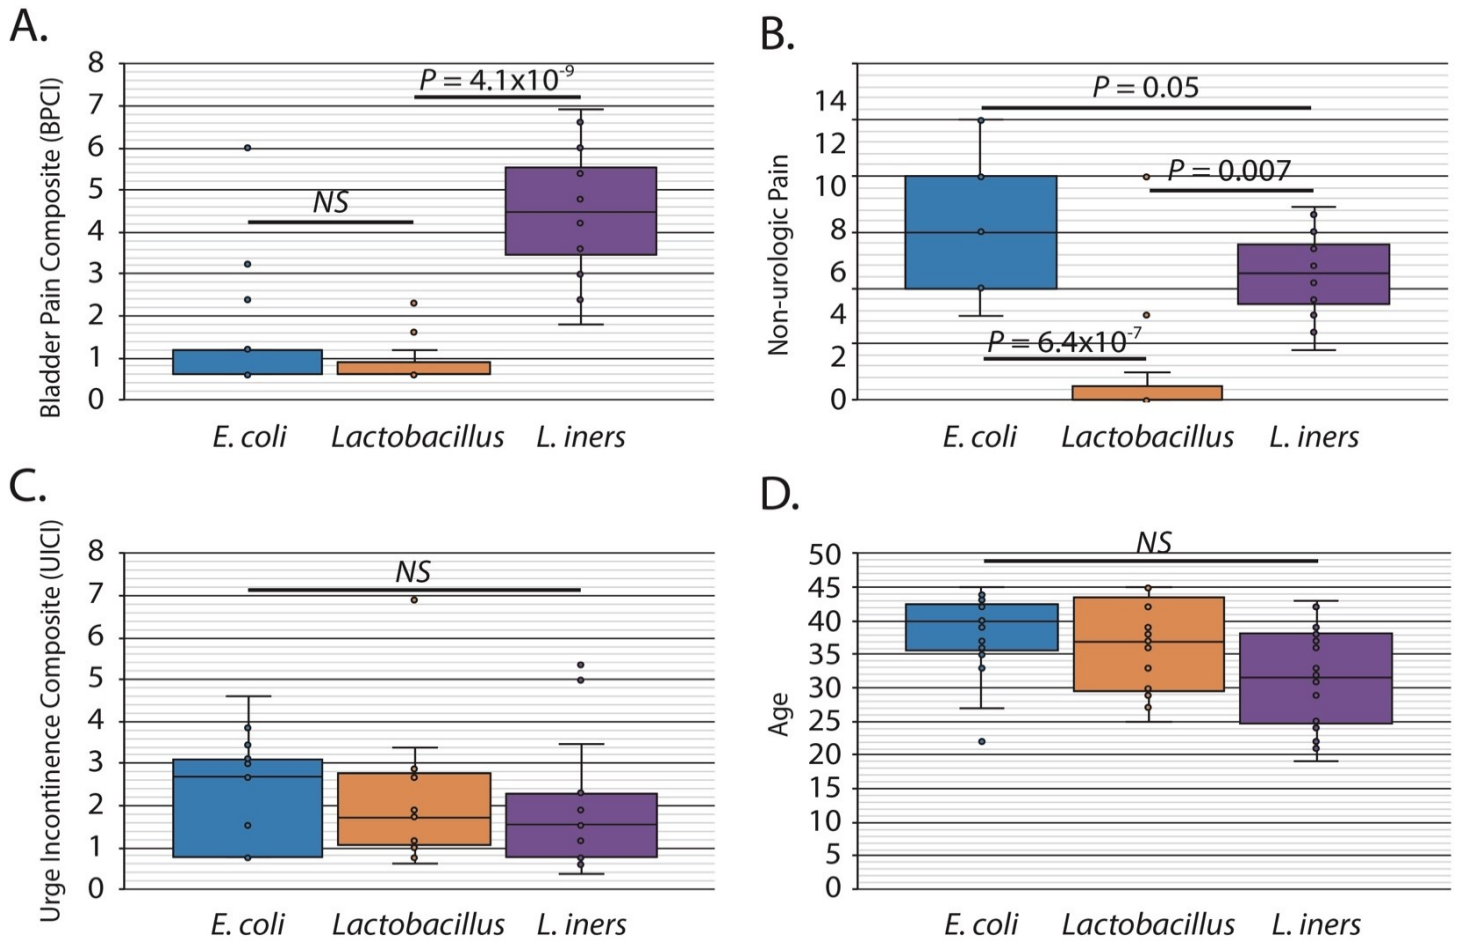 A.
Bladder Pain Composite (BPCI)
8
7
6
5
4
3
2
1
0
P = 4.1x10⁻⁹
NS
E. coli Lactobacillus L. iners
B.
Non-urologic Pain
14
12
10
8
6
4
2
0
P = 0.05
P = 0.007
P = 6.4x10⁻⁷
E. coli Lactobacillus L. iners
C.
Urge Incontinence Composite (UICI)
8
7
6
5
4
3
2
1
0
NS
E. coli Lactobacillus L. iners
D.
Age
50
45
40
35
30
25
20
15
10
5
0
NS
E. coli Lactobacillus L. iners